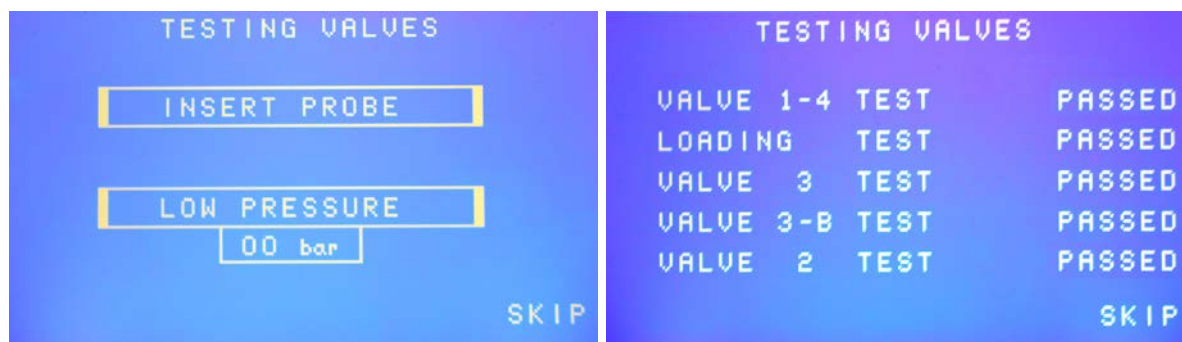 TESTING VALVES
INSERT PROBE
LOW PRESSURE
00 bar
SKIP
TESTING VALVES
VALVE 1-4 TEST PASSED
LOADING TEST PASSED
VALVE 3 TEST PASSED
VALVE 3-B TEST PASSED
VALVE 2 TEST PASSED
SKIP